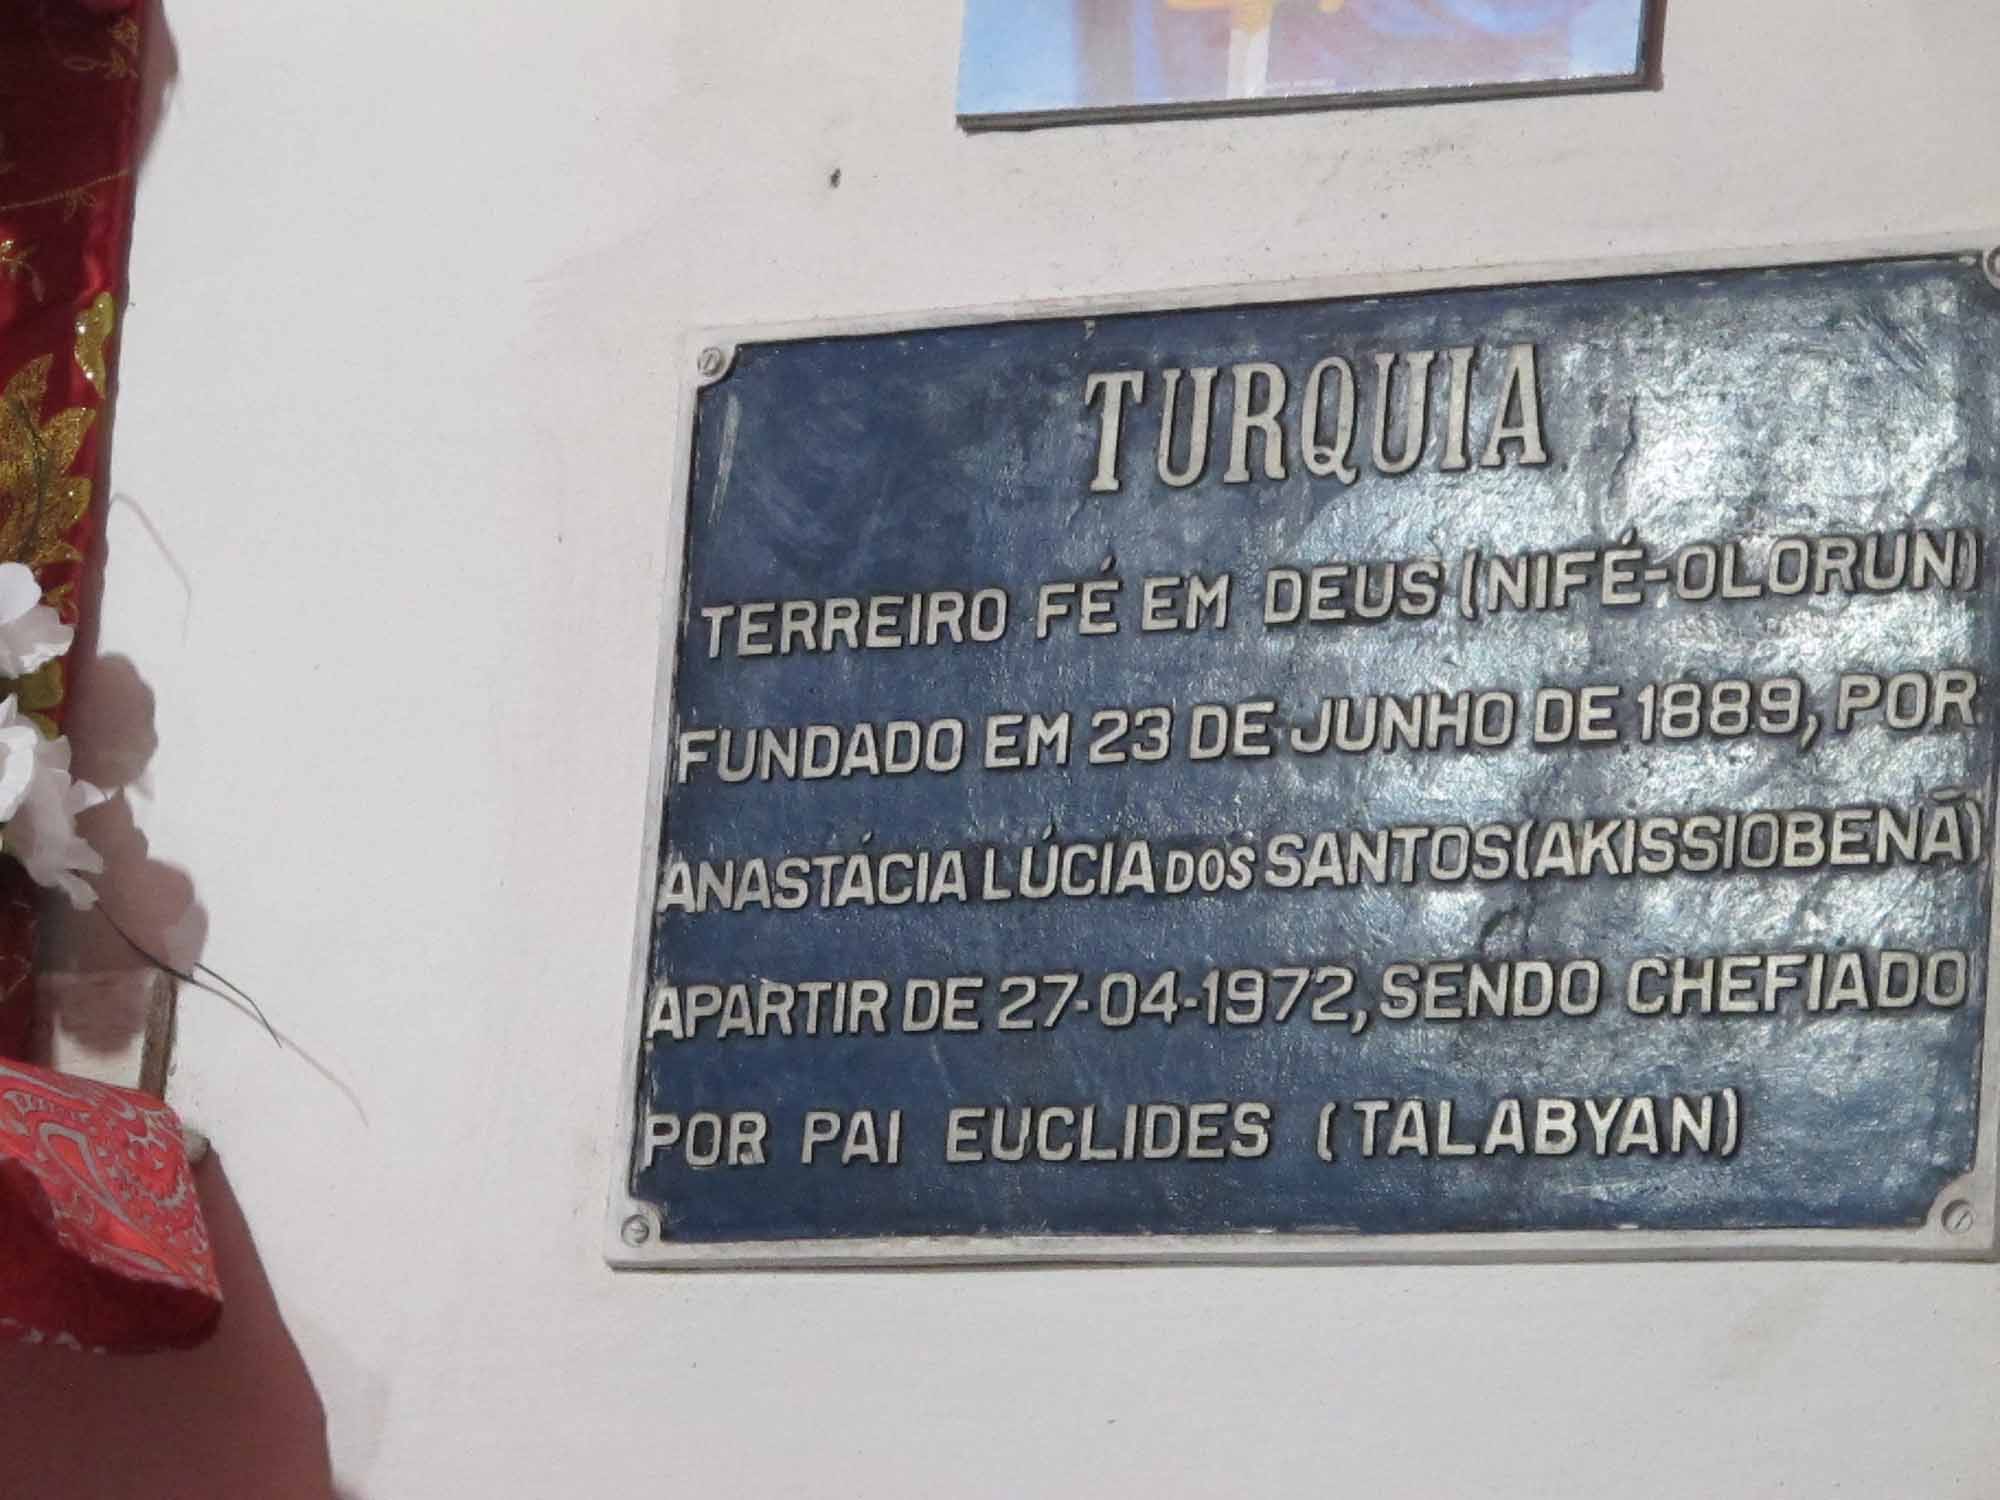 TURQUIA
TERREIRO FÉ EM DEUS (NIFÉ-OLORUN)
FUNDADO EM 23 DE JUNHO DE 1889, POR
ANASTÁCIA LÚCIA DOS SANTOS (AKISSIOBENÃ)
APARTIR DE 27-04-1972, SENDO CHEFIADO
POR PAI EUCLIDES (TALABYAN)